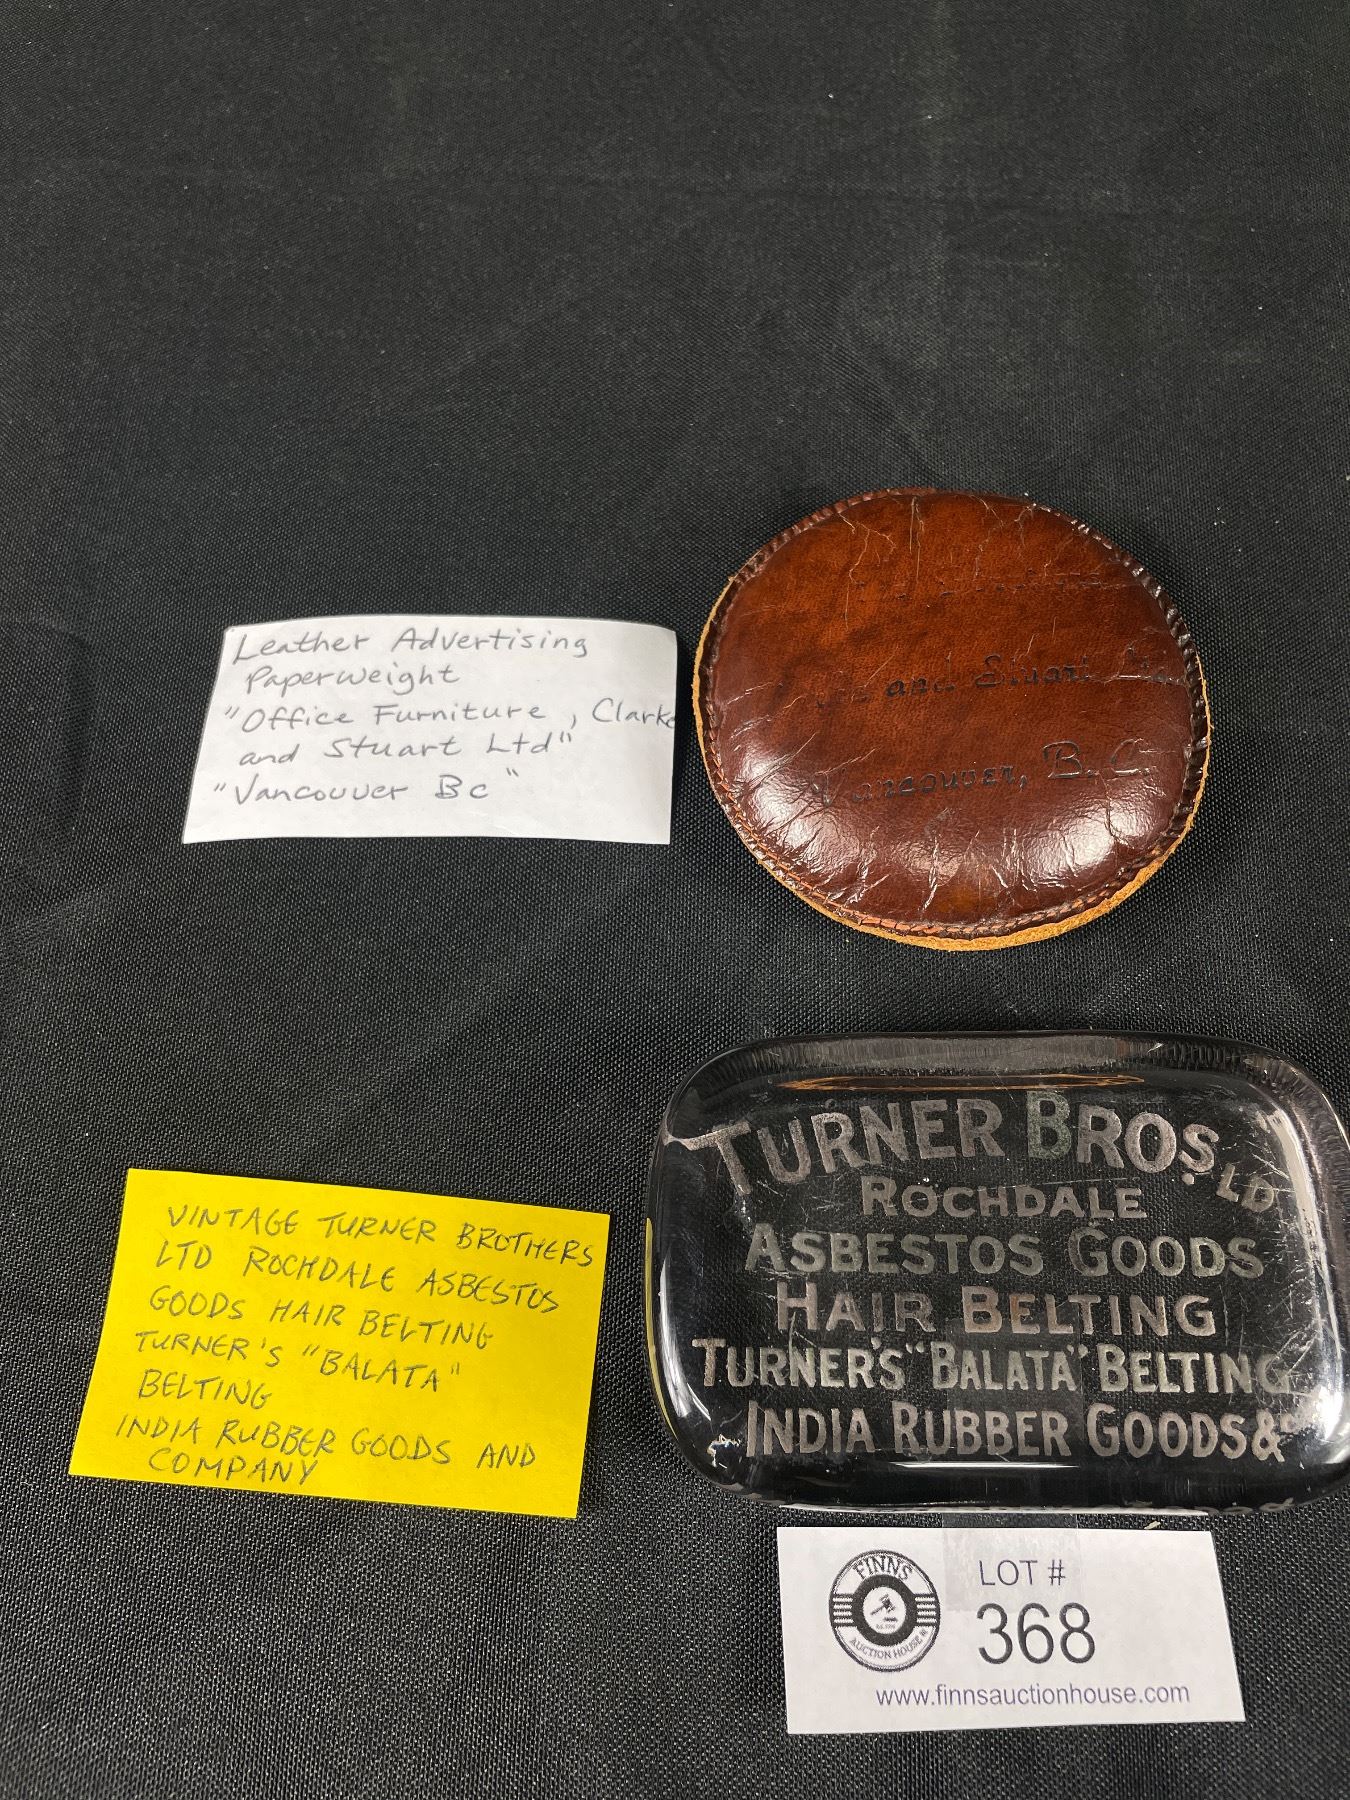 Leather Advertising
Paperweight
"Office Furniture, Clarke
and Stuart Ltd"
"Vancouver Bc"
and Stuart
Vancouver, B. C.
VINTAGE TURNER BROTHERS
LTD ROCHDALE ASBESTOS
GOODS HAIR BELTING
TURNER'S "BALATA"
BELTING
INDIA RUBBER GOODS AND
COMPANY
TURNER BROS. LD
ROCHDALE
ASBESTOS GOODS
HAIR BELTING
TURNER'S "BALATA" BELTING
INDIA RUBBER GOODS &c
FINNS
AUCTION HOUSE
LOT #
368
www.finnsauctionhouse.com